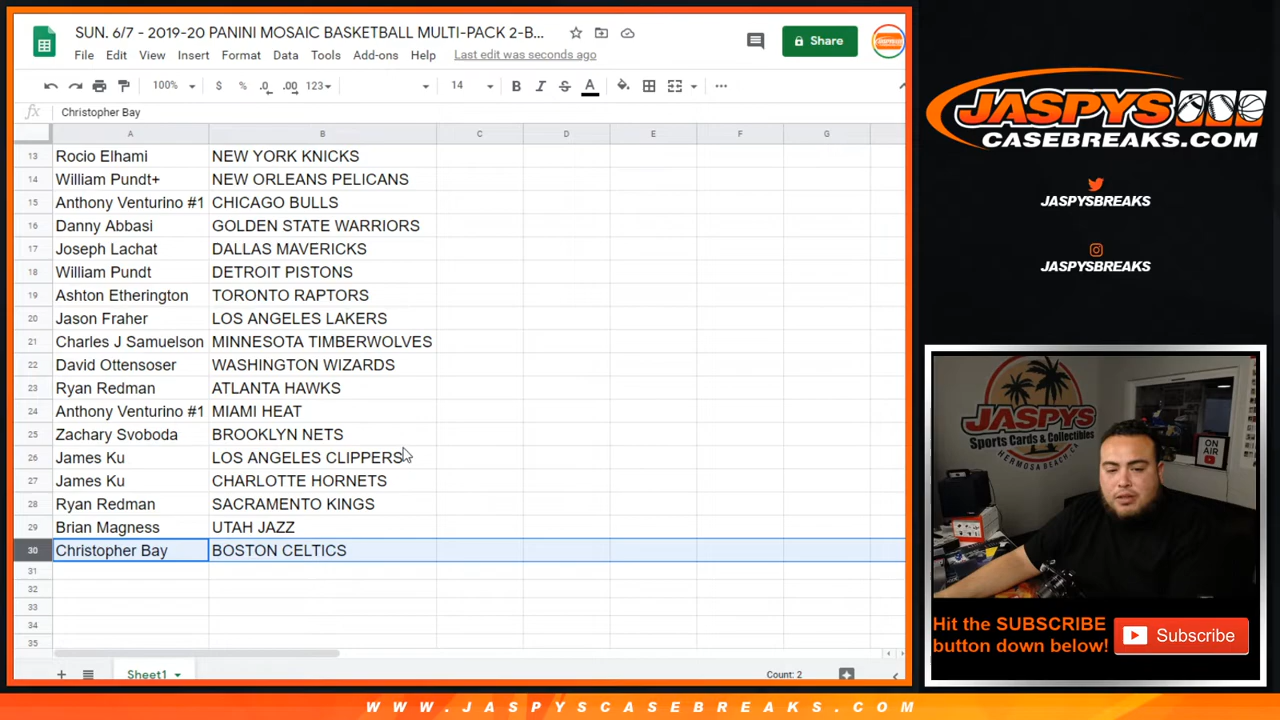 SUN. 6/7 - 2019-20 PANINI MOSAIC BASKETBALL MULTI-PACK 2-B...
File Edit View Insert Format Data Tools Add-ons Help Last edit was seconds ago
Share
100% $ % .0 .00 123 14 B I S A
fx Christopher Bay
A B C D E F G
13 Rocio Elhami NEW YORK KNICKS
14 William Pundt+ NEW ORLEANS PELICANS
15 Anthony Venturino #1 CHICAGO BULLS
16 Danny Abbasi GOLDEN STATE WARRIORS
17 Joseph Lachat DALLAS MAVERICKS
18 William Pundt DETROIT PISTONS
19 Ashton Etherington TORONTO RAPTORS
20 Jason Fraher LOS ANGELES LAKERS
21 Charles J Samuelson MINNESOTA TIMBERWOLVES
22 David Ottensoser WASHINGTON WIZARDS
23 Ryan Redman ATLANTA HAWKS
24 Anthony Venturino #1 MIAMI HEAT
25 Zachary Svoboda BROOKLYN NETS
26 James Ku LOS ANGELES CLIPPERS
27 James Ku CHARLOTTE HORNETS
28 Ryan Redman SACRAMENTO KINGS
29 Brian Magness UTAH JAZZ
30 Christopher Bay BOSTON CELTICS
31
32
33
34
35
Sheet1
Count: 2
JASPYS
CASEBREAKS.COM
JASPYSBREAKS
JASPYSBREAKS
JASPYS
Sports Cards & Collectibles
HERMOSA BEACH, CA
ON AIR
Hit the SUBSCRIBE
button down below!
Subscribe
WWW.JASPYSCASEBREAKS.COM